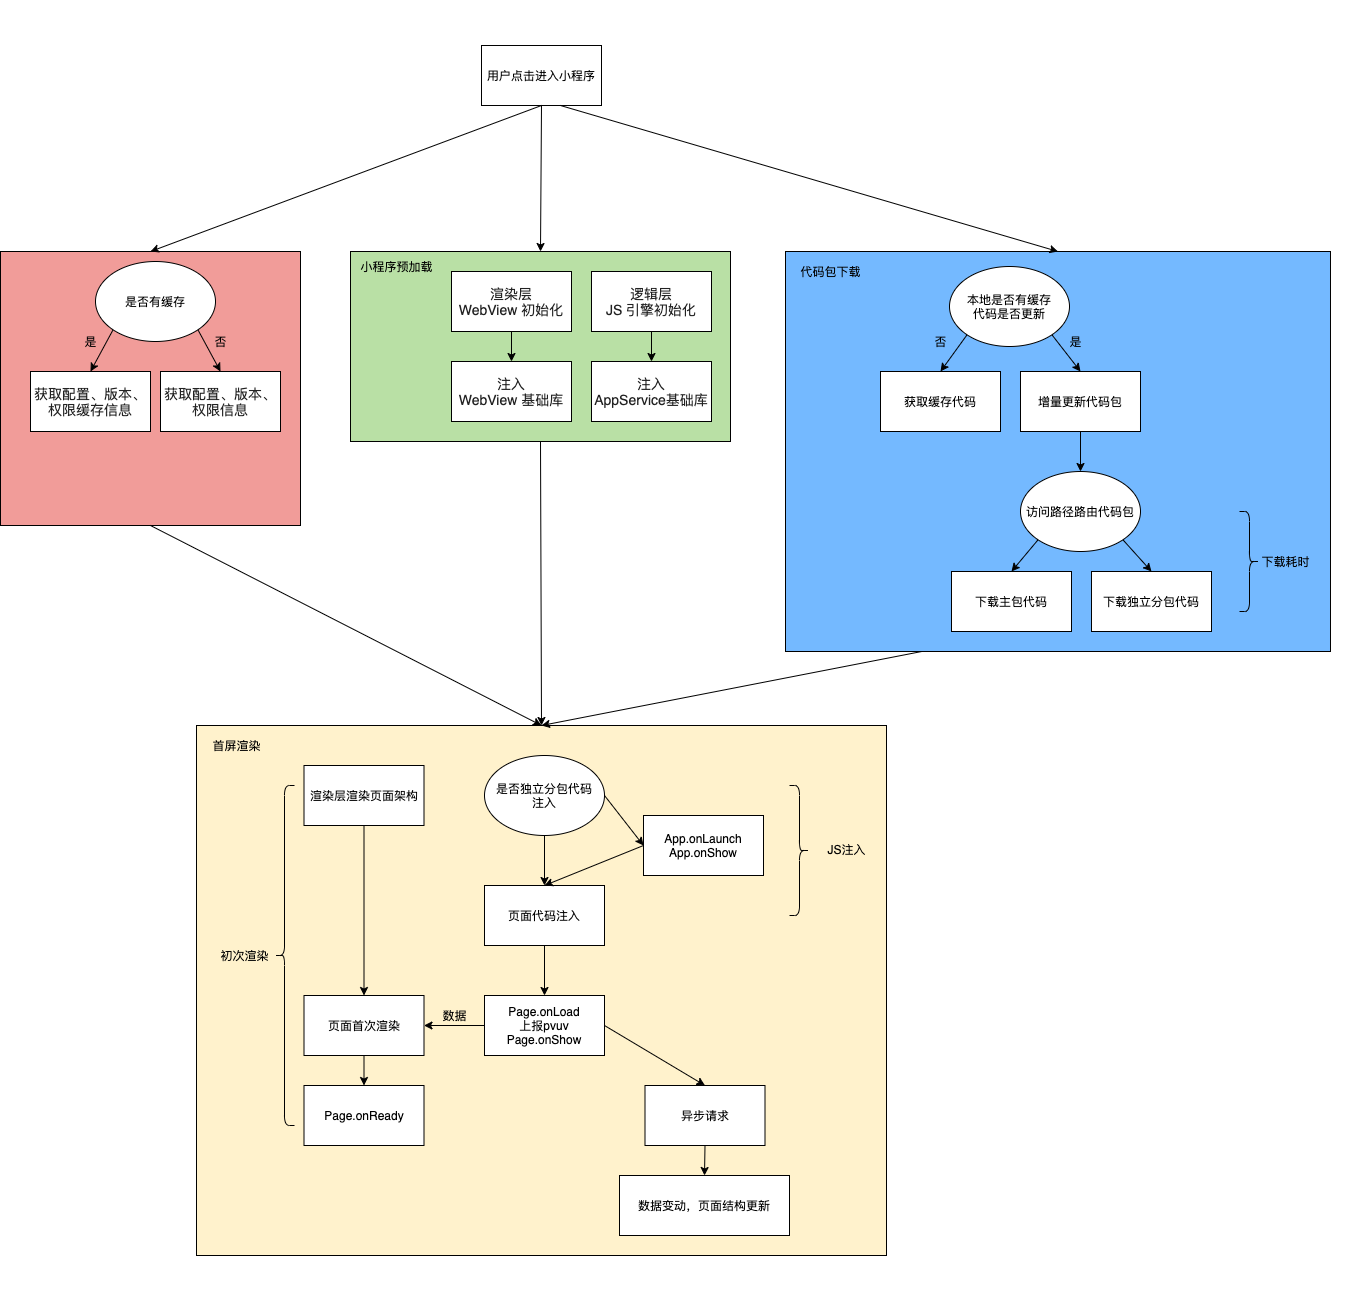 用户点击进入小程序
是否有缓存
是
否
获取配置、版本、
权限缓存信息
获取配置、版本、
权限信息
小程序预加载
渲染层
WebView 初始化
逻辑层
JS 引擎初始化
注入
WebView 基础库
注入
AppService基础库
代码包下载
本地是否有缓存
代码是否更新
否
是
获取缓存代码
增量更新代码包
访问路径路由代码包
下载耗时
下载主包代码
下载独立分包代码
首屏渲染
渲染层渲染页面架构
是否独立分包代码
注入
App.onLaunch
App.onShow
JS注入
页面代码注入
初次渲染
页面首次渲染
数据
Page.onLoad
上报pvuv
Page.onShow
Page.onReady
异步请求
数据变动，页面结构更新